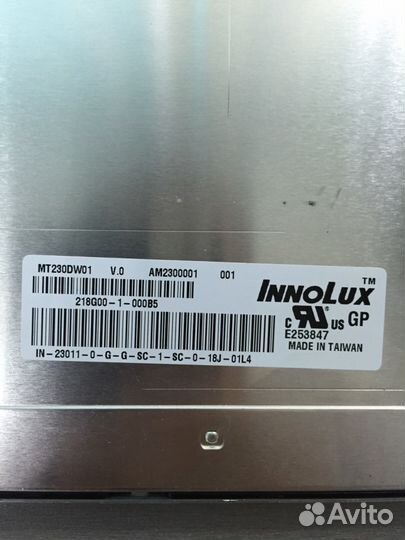 MT230DW01 V.0 AM2300001 001
218G00-1-000B5
IN-23011-0-G-G-SC-1-SC-0-18J-01L4
INNOLUX™
C RU US GP
E253847
MADE IN TAIWAN
Avito